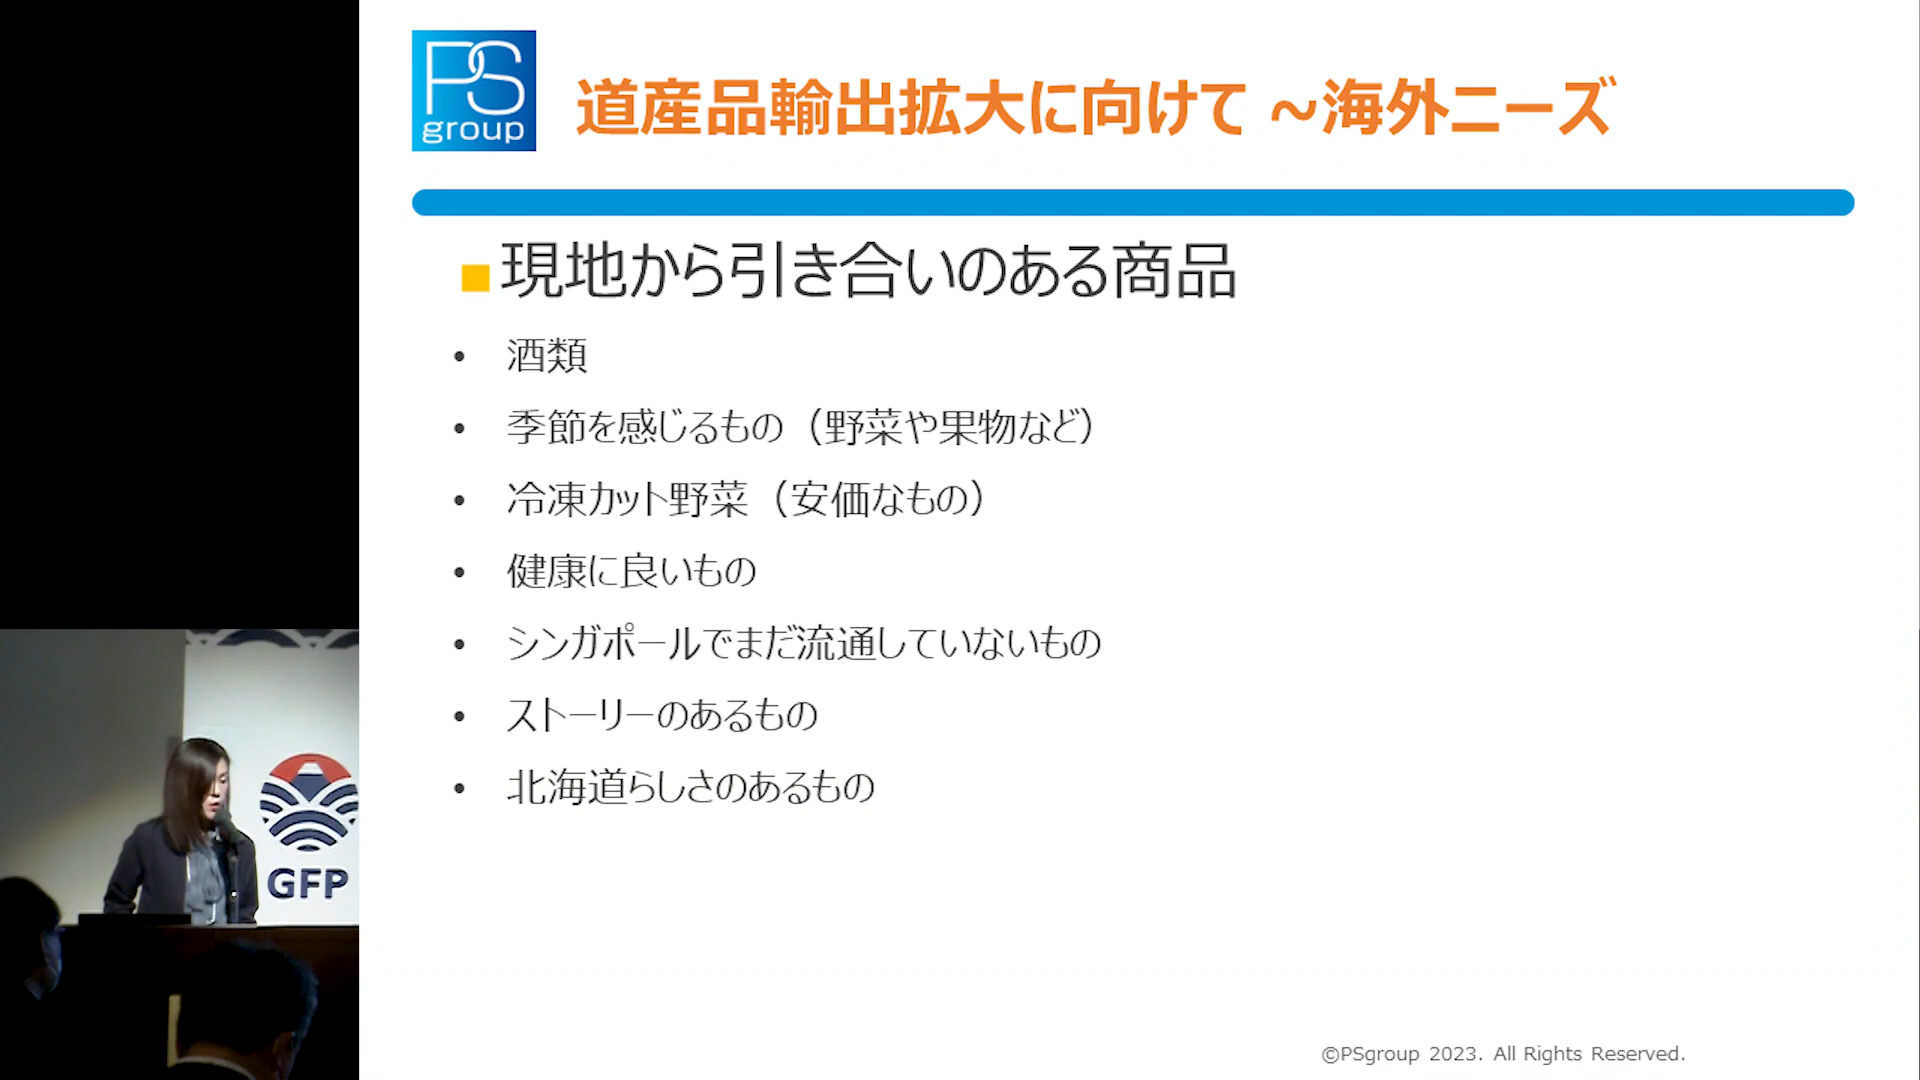 PS
group
道産品輸出拡大に向けて ~海外ニーズ
■現地から引き合いのある商品
• 酒類
• 季節を感じるもの（野菜や果物など）
• 冷凍カット野菜（安価なもの）
• 健康に良いもの
• シンガポールでまだ流通していないもの
• ストーリーのあるもの
• 北海道らしさのあるもの
GFP
©PSgroup 2023. All Rights Reserved.